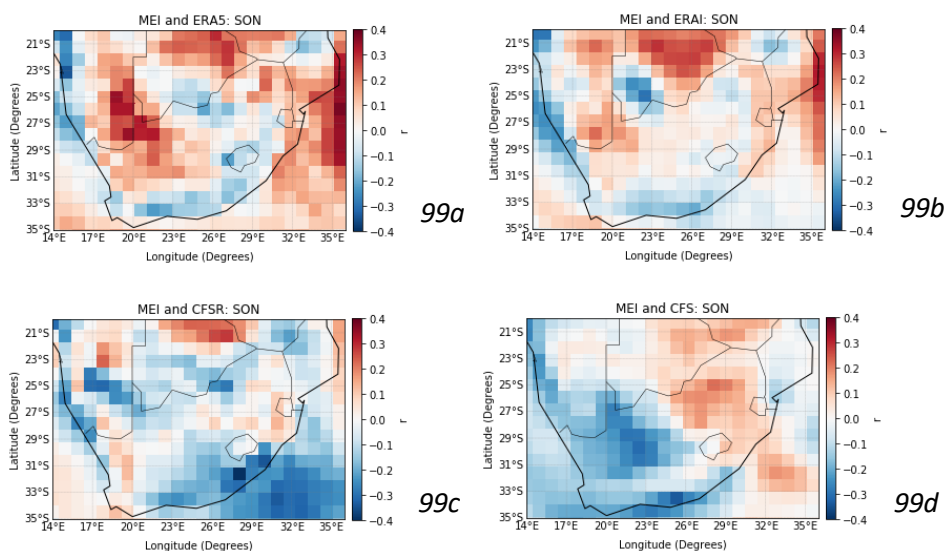 MEI and ERA5: SON
21°S
23°S
25°S
27°S
29°S
31°S
33°S
35°S
14°E 17°E 20°E 23°E 26°E 29°E 32°E
Latitude (Degrees)
Longitude (Degrees)
0.4
0.3
0.2
0.1
0.0
−0.1
−0.2
−0.3
−0.4
r
99a
MEI and ERAI: SON
21°S
23°S
25°S
27°S
29°S
31°S
33°S
35°S
14°E 17°E 20°E 23°E 26°E 29°E 32°E
Latitude (Degrees)
Longitude (Degrees)
0.4
0.3
0.2
0.1
0.0
−0.1
−0.2
−0.3
−0.4
r
99b
MEI and CFSR: SON
21°S
23°S
25°S
27°S
29°S
31°S
33°S
35°S
14°E 17°E 20°E 23°E 26°E 29°E 32°E
Latitude (Degrees)
Longitude (Degrees)
0.4
0.3
0.2
0.1
0.0
−0.1
−0.2
−0.3
−0.4
r
99c
MEI and CFS: SON
21°S
23°S
25°S
27°S
29°S
31°S
33°S
35°S
14°E 17°E 20°E 23°E 26°E 29°E 32°E
Latitude (Degrees)
Longitude (Degrees)
0.4
0.3
0.2
0.1
0.0
−0.1
−0.2
−0.3
−0.4
r
99d